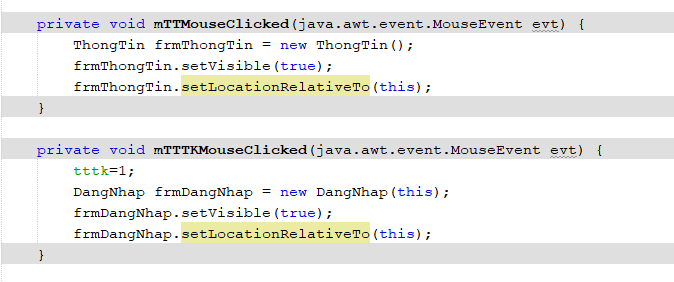 private void mTTMouseClicked(java.awt.event.MouseEvent evt) {
ThongTin frmThongTin = new ThongTin();
frmThongTin.setVisible(true);
frmThongTin.setLocationRelativeTo(this);
}
private void mTTTKMouseClicked(java.awt.event.MouseEvent evt) {
tttk=1;
DangNhap frmDangNhap = new DangNhap(this);
frmDangNhap.setVisible(true);
frmDangNhap.setLocationRelativeTo(this);
}